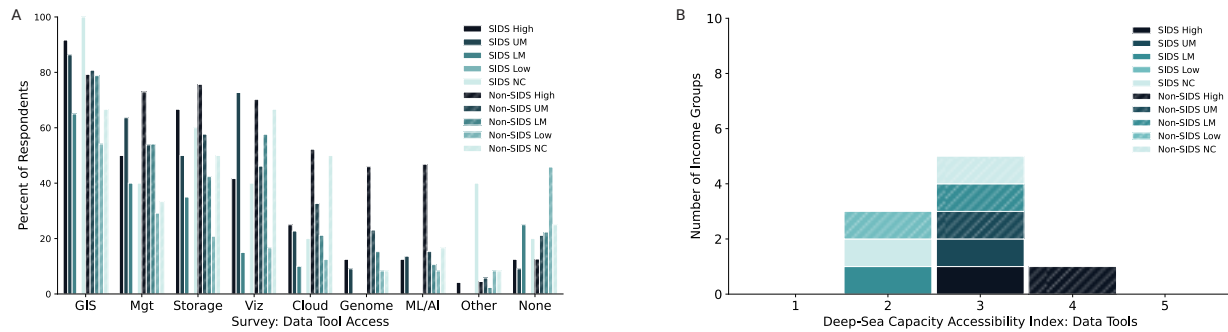 A
100
80
60
40
20
0
Percent of Respondents
SIDS High
SIDS UM
SIDS LM
SIDS Low
SIDS NC
Non-SIDS High
Non-SIDS UM
Non-SIDS LM
Non-SIDS Low
Non-SIDS NC
GIS Mgt Storage Viz Cloud Genome ML/AI Other None
Survey: Data Tool Access
B
10
8
6
4
2
0
Number of Income Groups
SIDS High
SIDS UM
SIDS LM
SIDS Low
SIDS NC
Non-SIDS High
Non-SIDS UM
Non-SIDS LM
Non-SIDS Low
Non-SIDS NC
1 2 3 4 5
Deep-Sea Capacity Accessibility Index: Data Tools